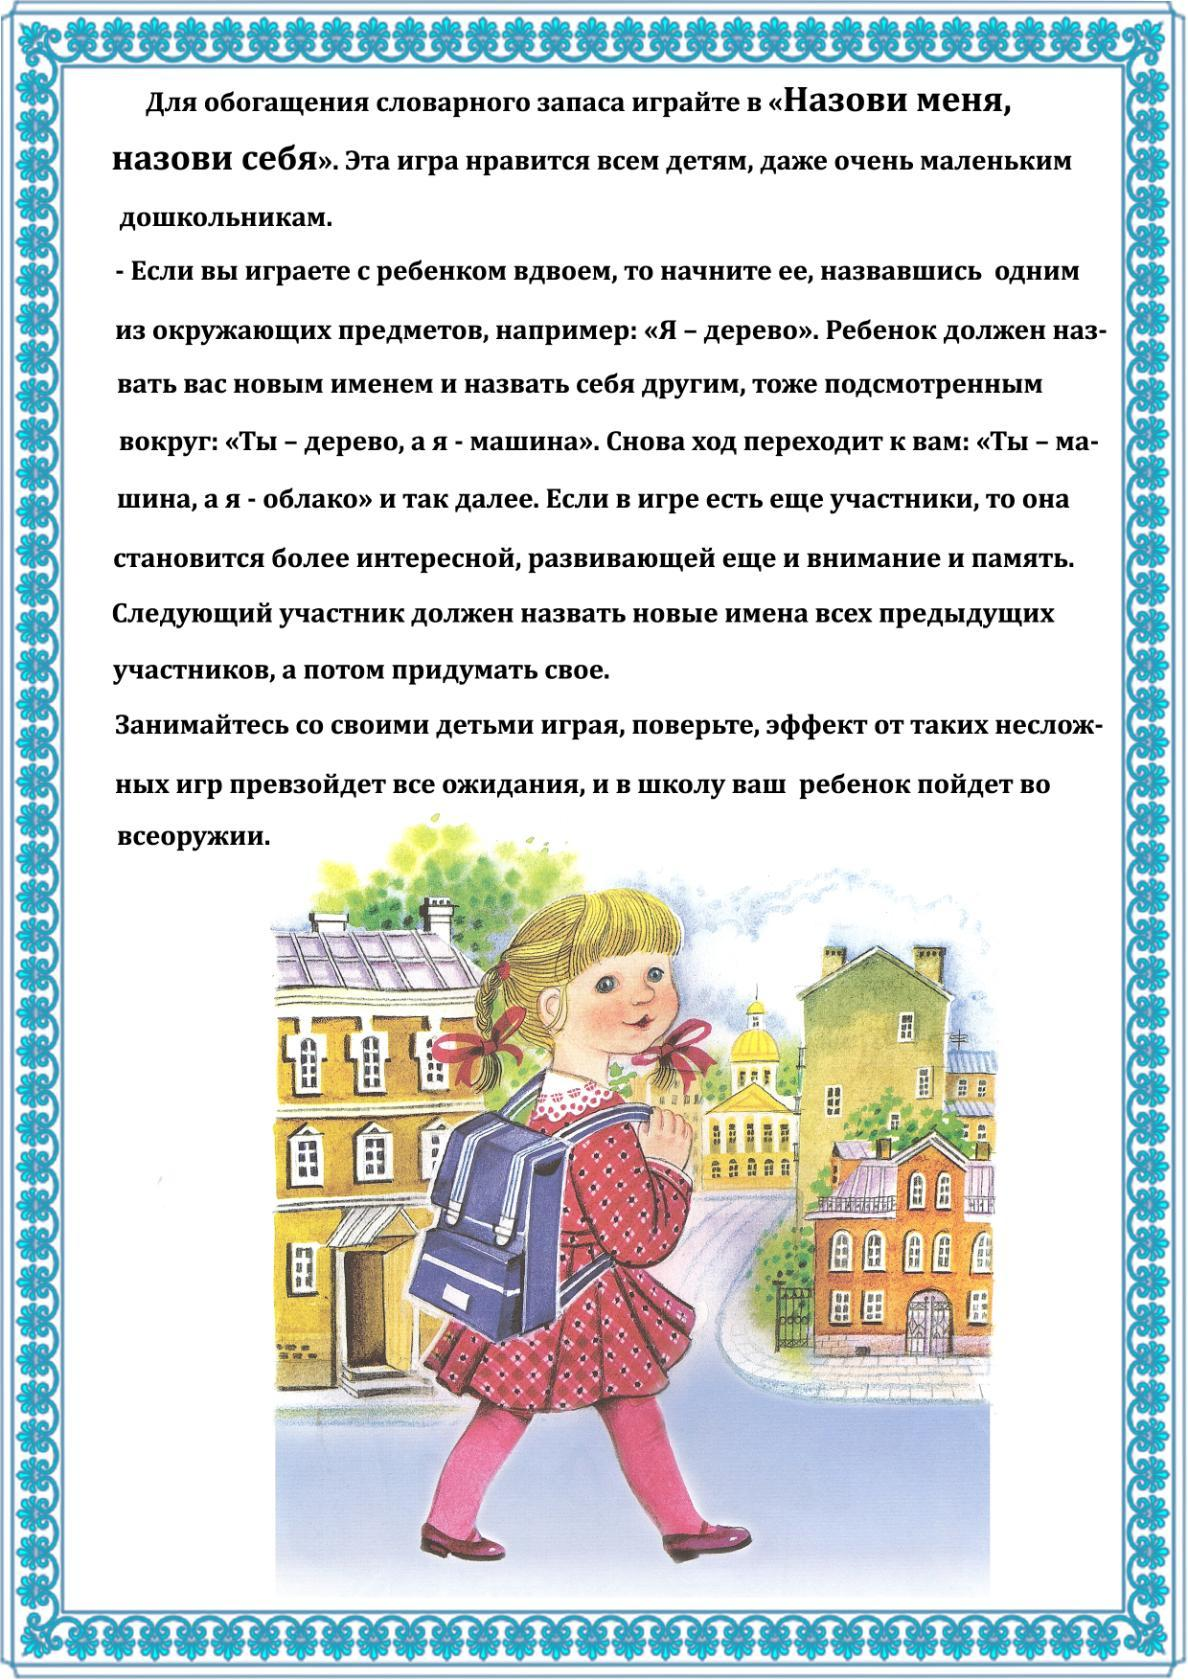 Для обогащения словарного запаса играйте в «Назови меня,
назови себя». Эта игра нравится всем детям, даже очень маленьким
дошкольникам.
- Если вы играете с ребенком вдвоем, то начните ее, назвавшись  одним
из окружающих предметов, например: «Я – дерево». Ребенок должен наз-
вать вас новым именем и назвать себя другим, тоже подсмотренным
вокруг: «Ты – дерево, а я - машина». Снова ход переходит к вам: «Ты – ма-
шина, а я - облако» и так далее. Если в игре есть еще участники, то она
становится более интересной, развивающей еще и внимание и память.
Следующий участник должен назвать новые имена всех предыдущих
участников, а потом придумать свое.
Занимайтесь со своими детьми играя, поверьте, эффект от таких неслож-
ных игр превзойдет все ожидания, и в школу ваш  ребенок пойдет во
всеоружии.